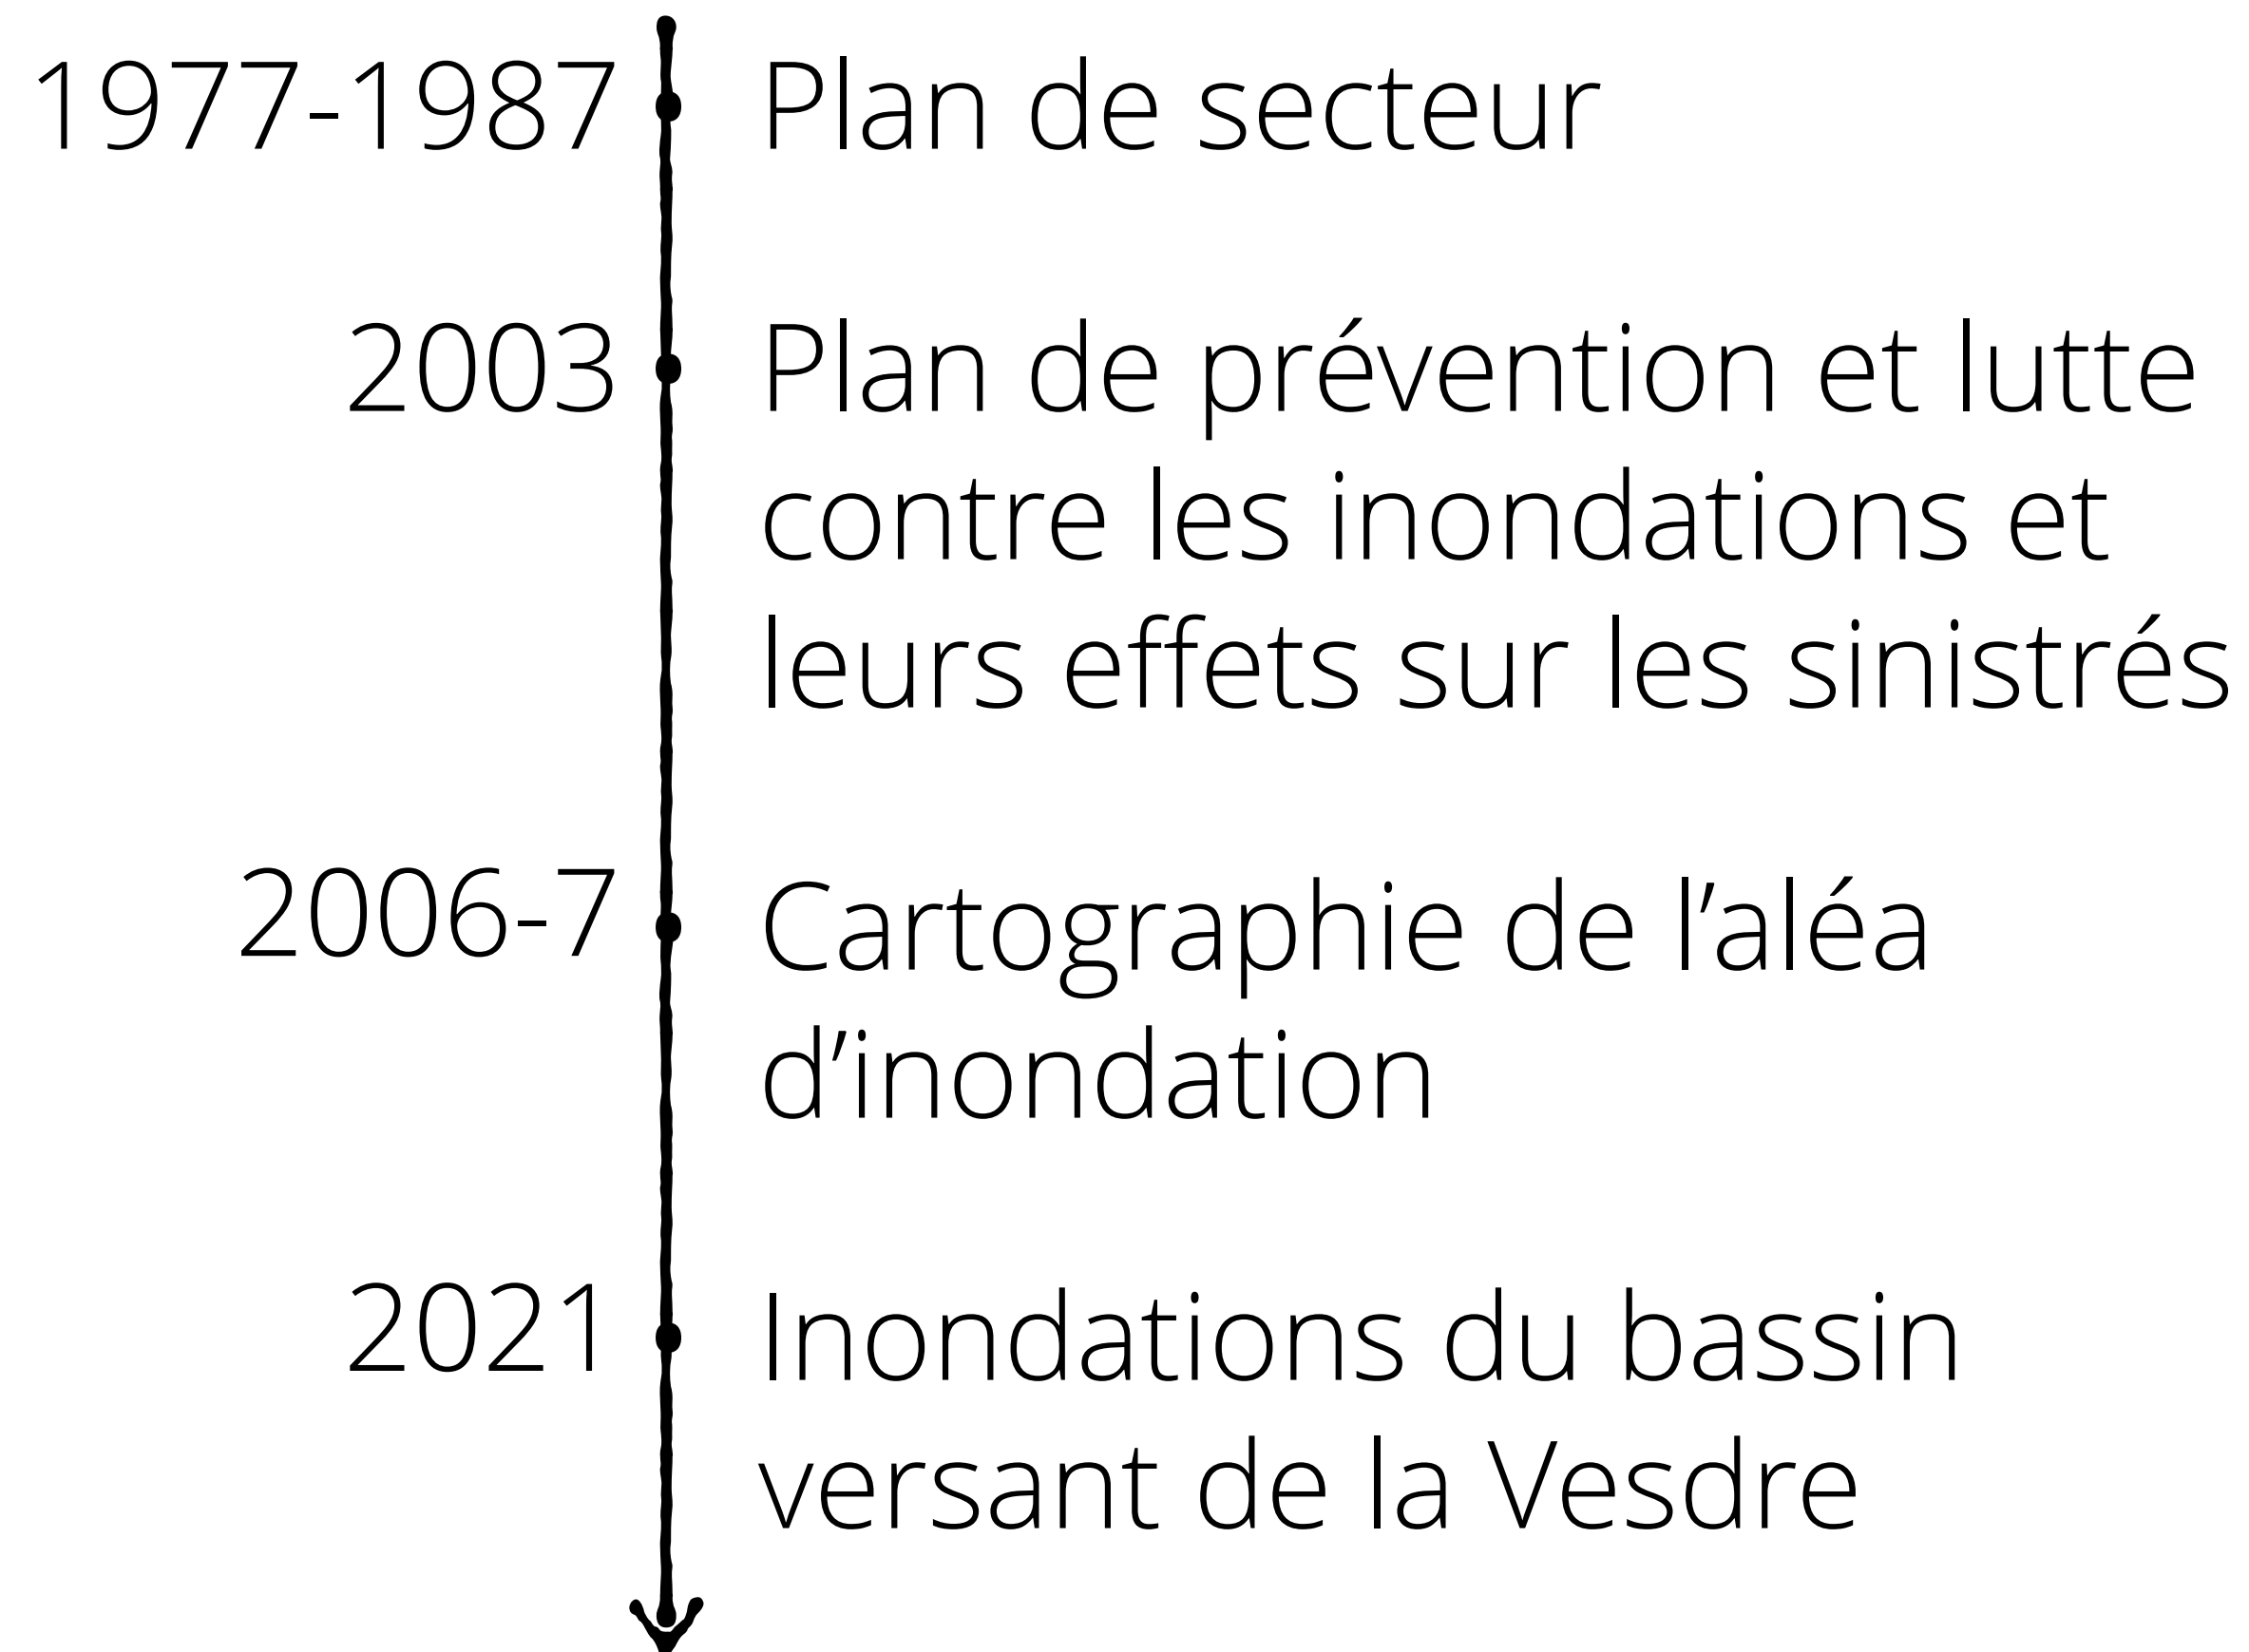 1977-1987 Plan de secteur
2003 Plan de prévention et lutte
contre les inondations et
leurs effets sur les sinistrés
2006-7 Cartographie de l’aléa
d’inondation
2021 Inondations du bassin
versant de la Vesdre